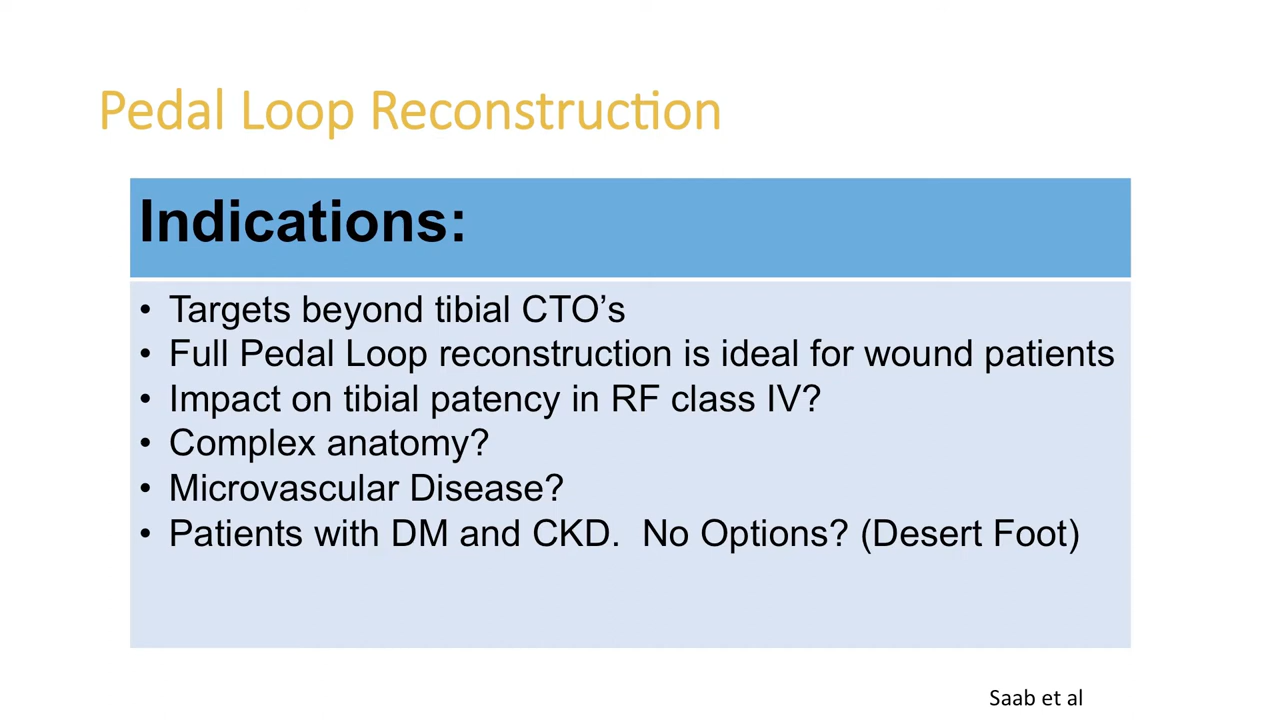 Pedal Loop Reconstruction
Indications:
• Targets beyond tibial CTO’s
• Full Pedal Loop reconstruction is ideal for wound patients
• Impact on tibial patency in RF class IV?
• Complex anatomy?
• Microvascular Disease?
• Patients with DM and CKD.  No Options? (Desert Foot)
Saab et al